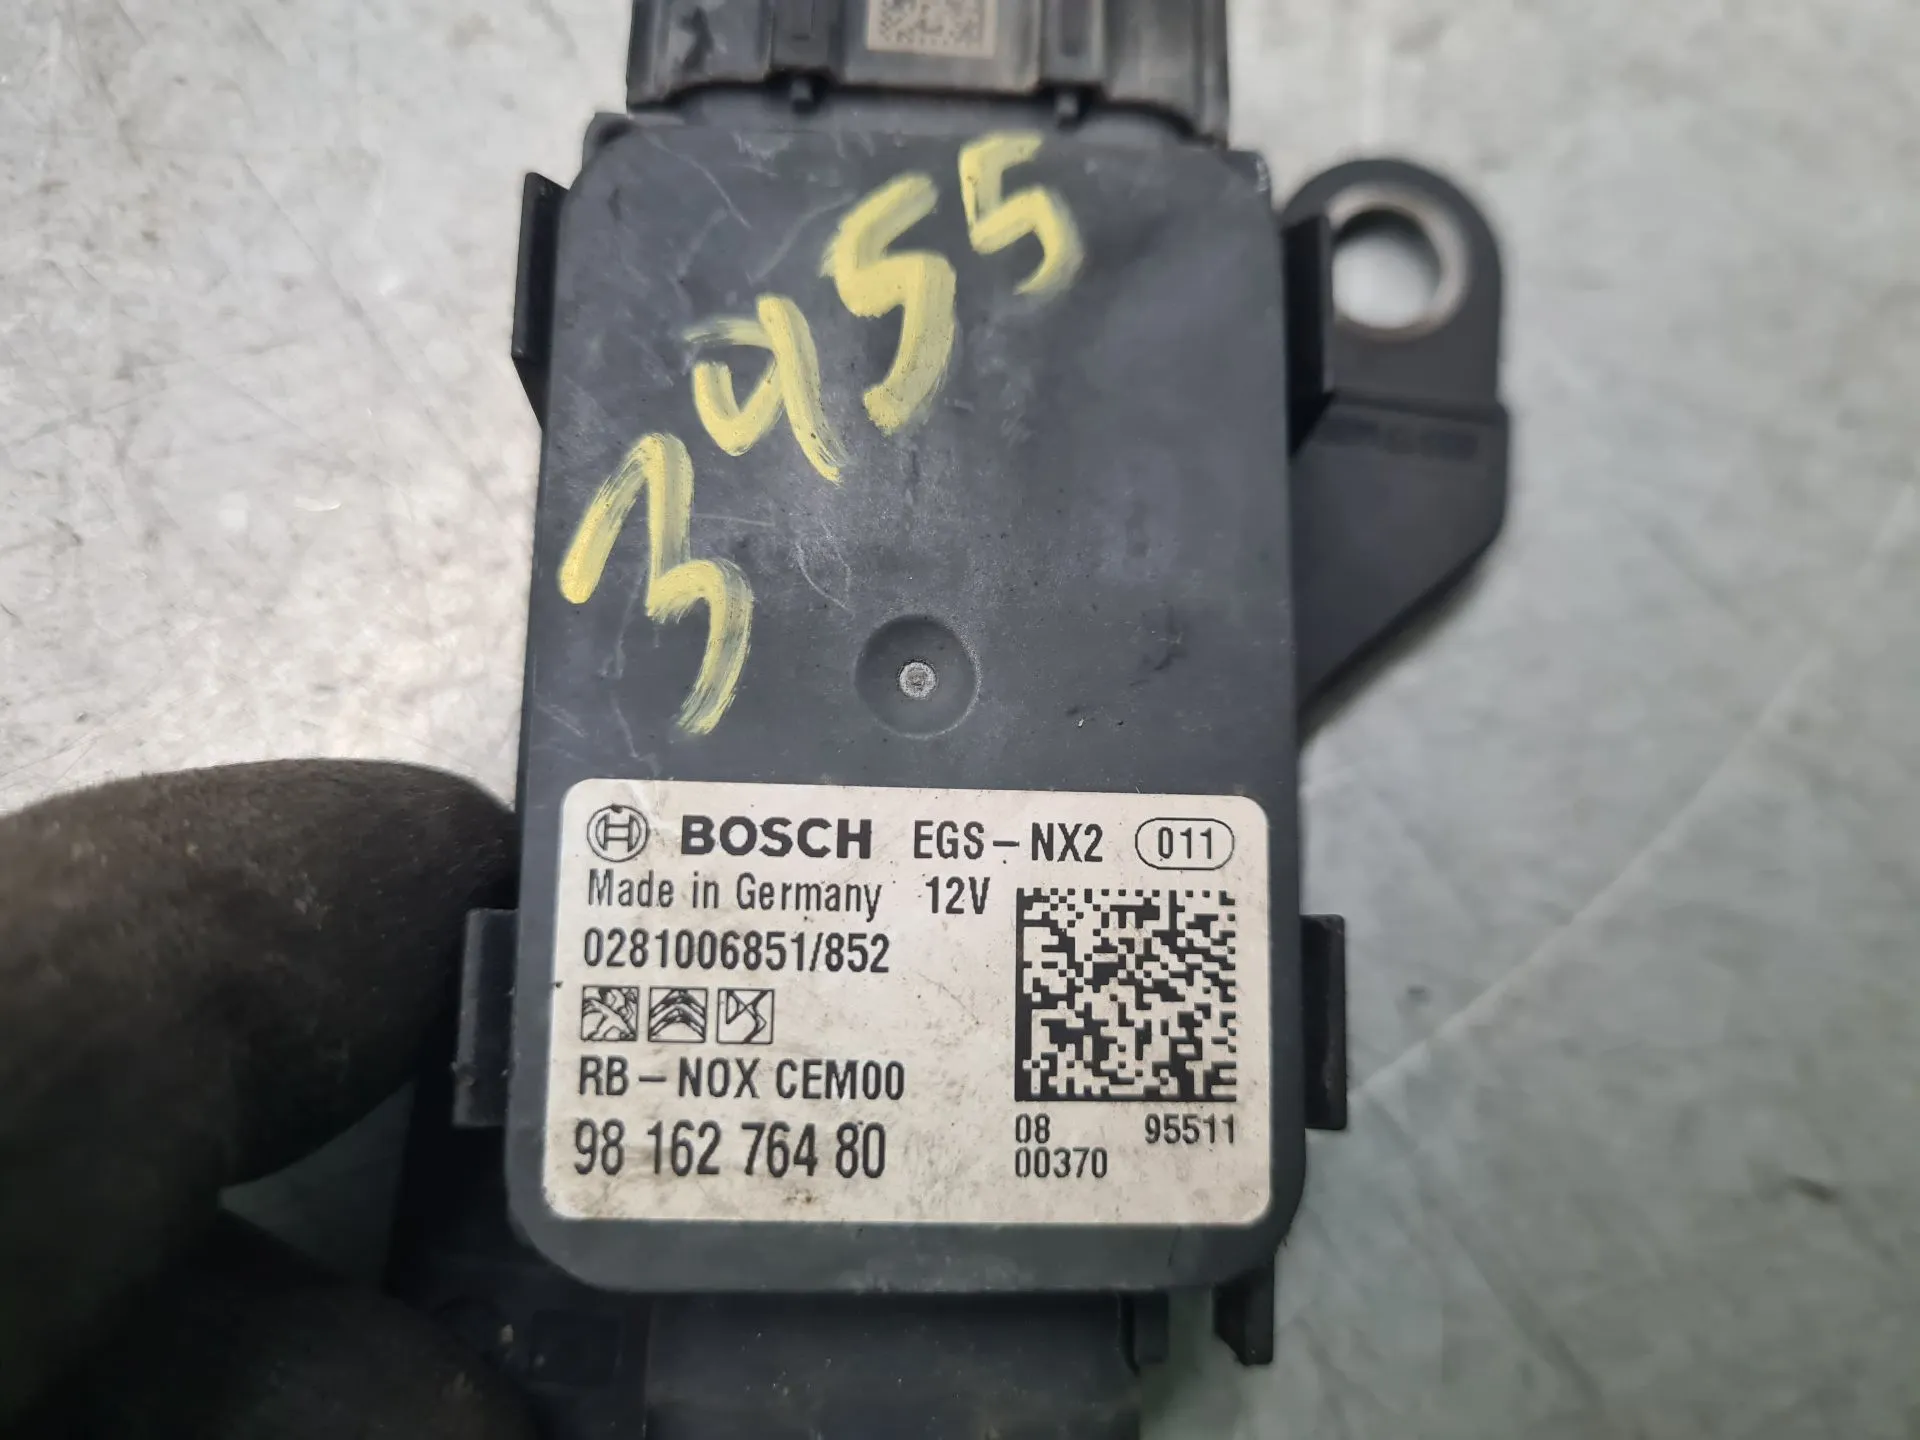 3955
BOSCH EGS-NX2 011
Made in Germany 12V
0281006851/852
RB-NOX CEM00
98 162 764 80
08 95511
00370